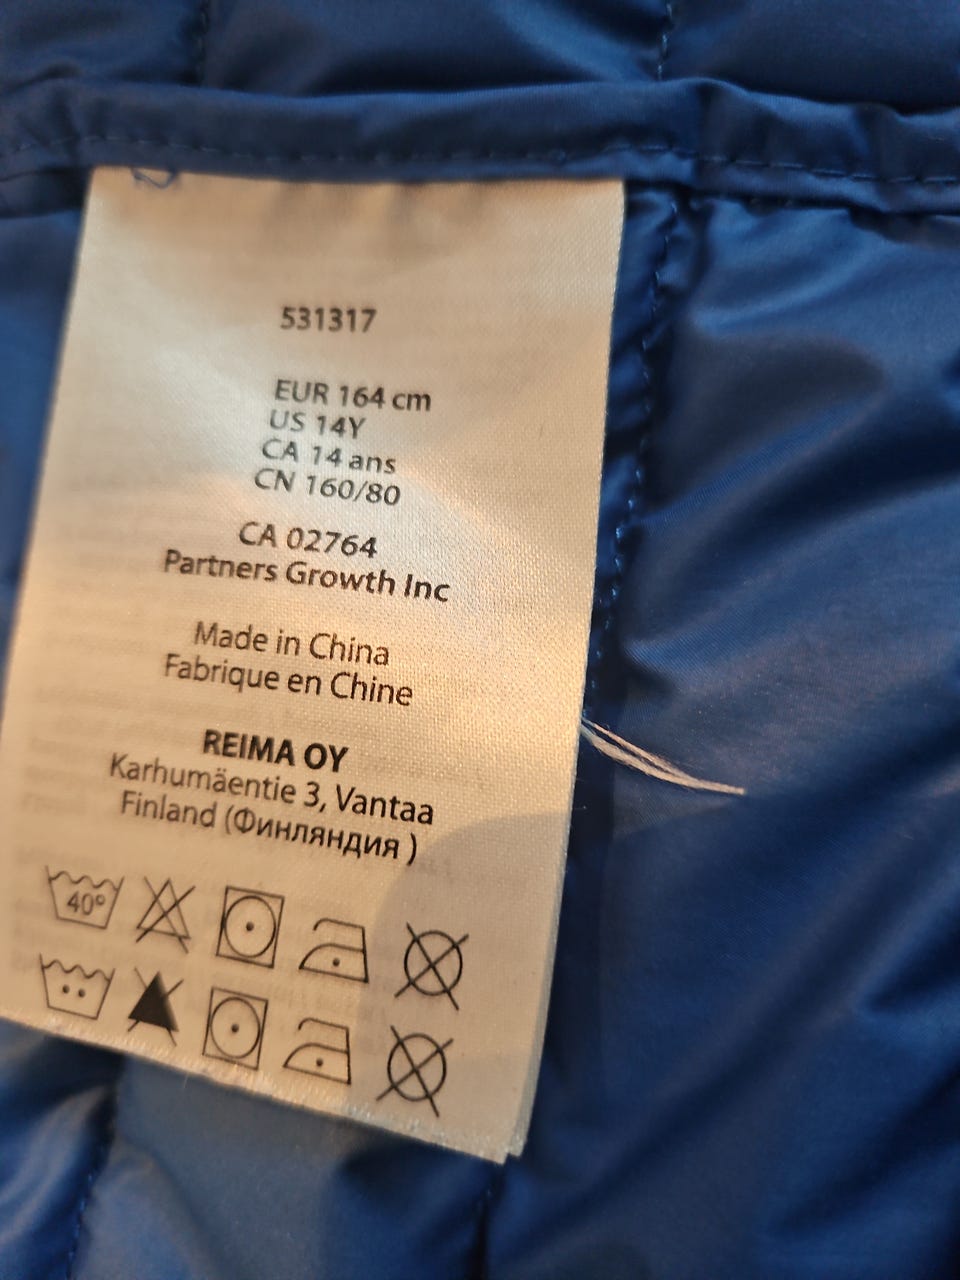 531317
EUR 164 cm
US 14Y
CA 14 ans
CN 160/80
CA 02764
Partners Growth Inc
Made in China
Fabrique en Chine
REIMA OY
Karhumäentie 3, Vantaa
Finland (Финляндия )
40°